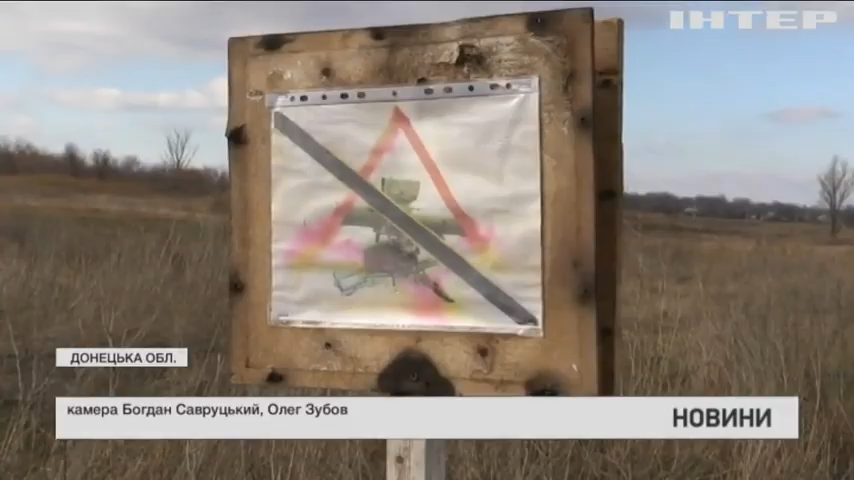 ІНТЕР
ДОНЕЦЬКА ОБЛ.
камера Богдан Савруцький, Олег Зубов
НОВИНИ